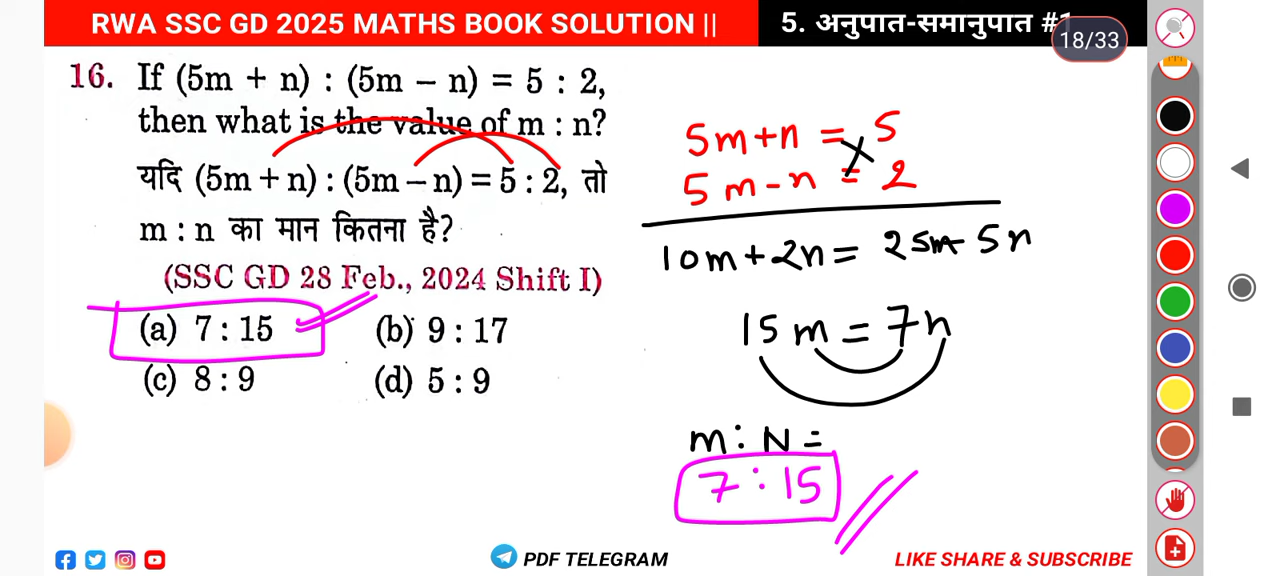 RWA SSC GD 2025 MATHS BOOK SOLUTION || 5. अनुपात-समानुपात #1
18/33
16. If (5m + n) : (5m – n) = 5 : 2,
then what is the value of m : n?
यदि (5m + n) : (5m – n) = 5 : 2, तो
m : n का मान कितना है?
(SSC GD 28 Feb., 2024 Shift I)
(a) 7 : 15 (b) 9 : 17
(c) 8 : 9 (d) 5 : 9
5m+n = 5
5m-n = 2
10m+2n = 25m-5n
15m = 7n
m : N =
7 : 15
PDF TELEGRAM
LIKE SHARE & SUBSCRIBE